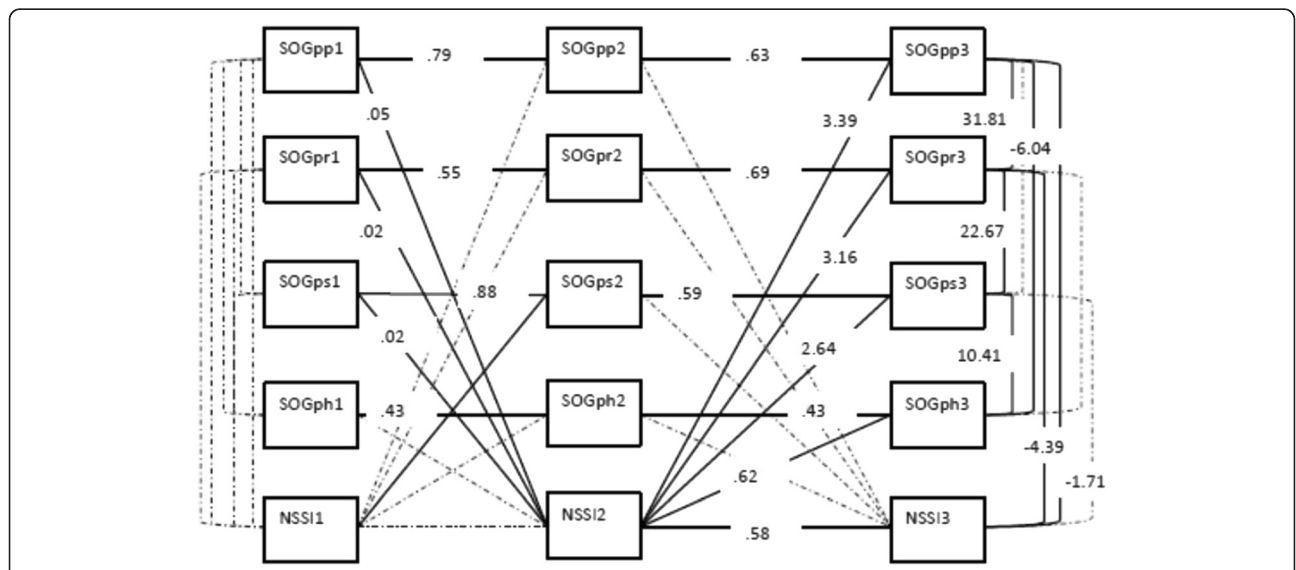 SOGpp1 .79 SOGpp2 .63 SOGpp3
.05 3.39 31.81
-6.04
SOGpr1 .55 SOGpr2 .69 SOGpr3
.02 3.16 22.67
SOGps1 .88 SOGps2 .59 SOGps3
.02 2.64 10.41
SOGph1 .43 SOGph2 .43 SOGph3
-4.39
.62 -1.71
NSSI1 NSSI2 .58 NSSI3